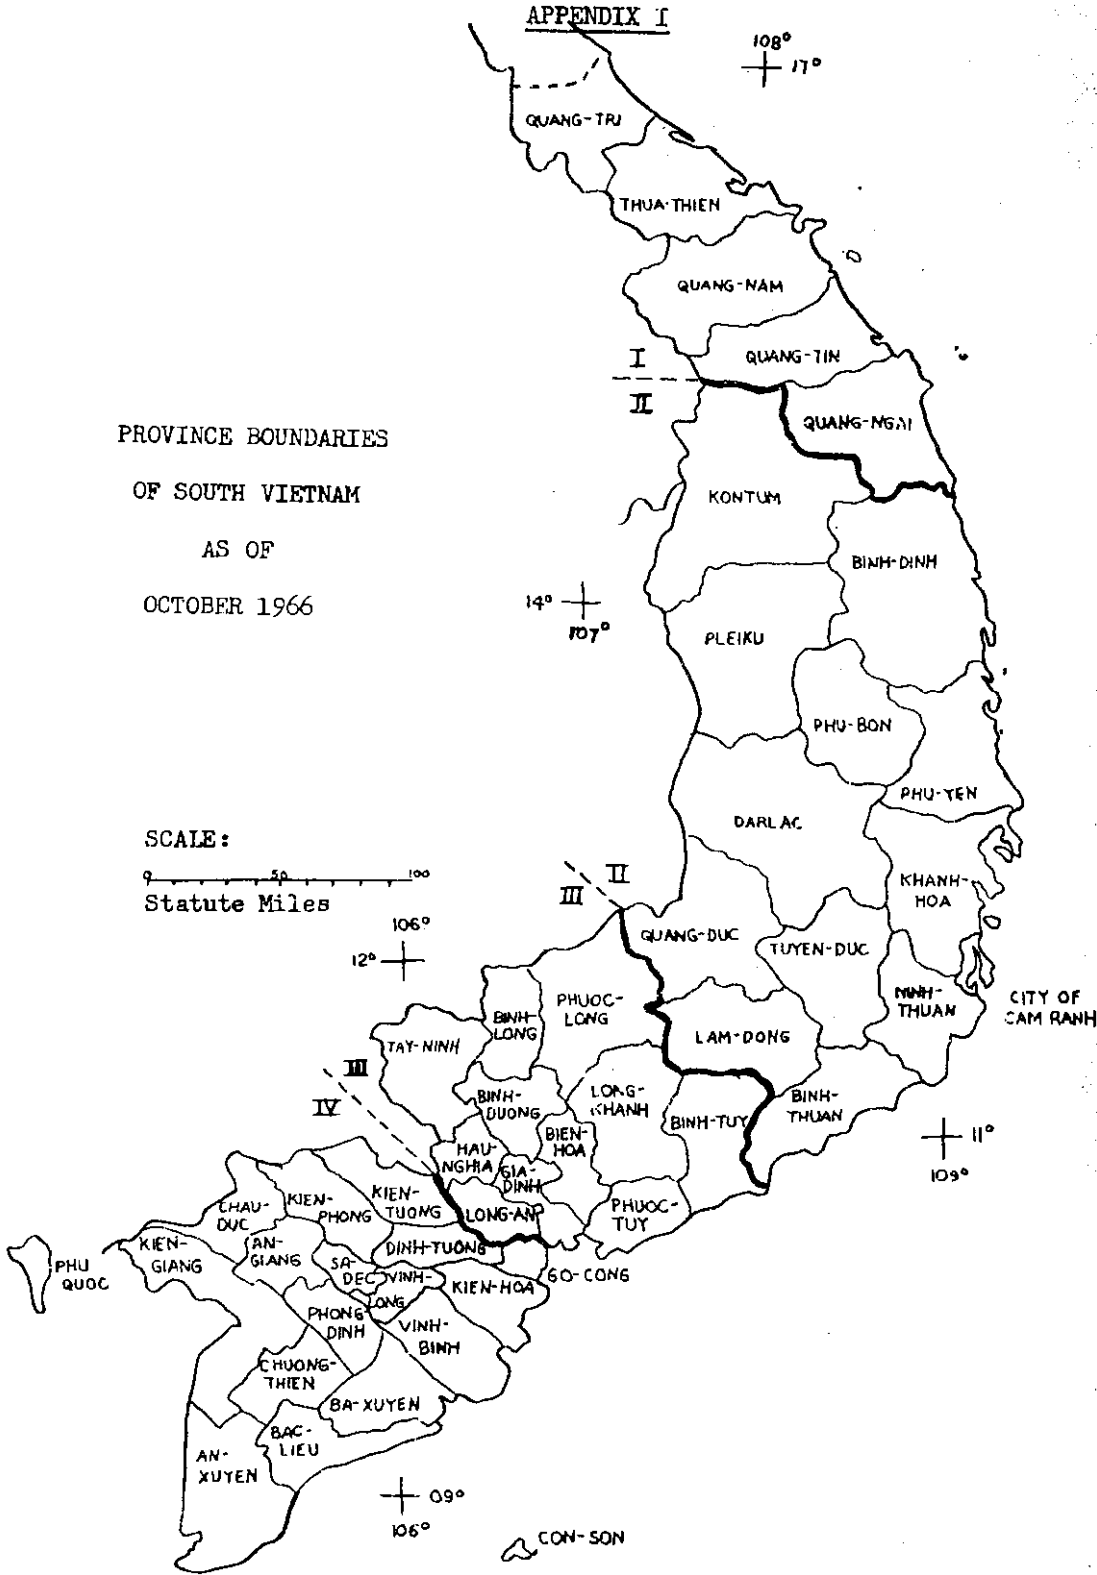 APPENDIX I
108°
17°
QUANG-TRI
THUA-THIEN
QUANG-NAM
QUANG-TIN
I
II
QUANG-NGAI
PROVINCE BOUNDARIES
OF SOUTH VIETNAM
AS OF
OCTOBER 1966
KONTUM
BINH-DINH
14°
107°
PLEIKU
PHU-BON
PHU-YEN
DARLAC
SCALE:
0 50 100
Statute Miles
II
III
KHANH-
HOA
QUANG-DUC
TUYEN-DUC
106°
12°
PHUOC-
LONG
BINH-
LONG
NINH-
THUAN
CITY OF
CAM RANH
TAY-NINH
LAM-DONG
III
IV
BINH-
DUONG
LONG-
KHANH
BINH-TUY
BINH-
THUAN
BIEN-
HOA
HAU-
NGHIA
GIA-
DINH
11°
109°
CHAU-
DUC
KIEN-
PHONG
KIEN-
TUONG
LONG-AN
PHUOC-
TUY
PHU
QUOC
KIEN-
GIANG
AN-
GIANG
SA-
DEC
DINH-TUONG
VINH-
LONG
KIEN-HOA
GO-CONG
PHONG-
DINH
VINH-
BINH
CHUONG-
THIEN
BA-XUYEN
BAC-
LIEU
AN-
XUYEN
09°
106°
CON-SON